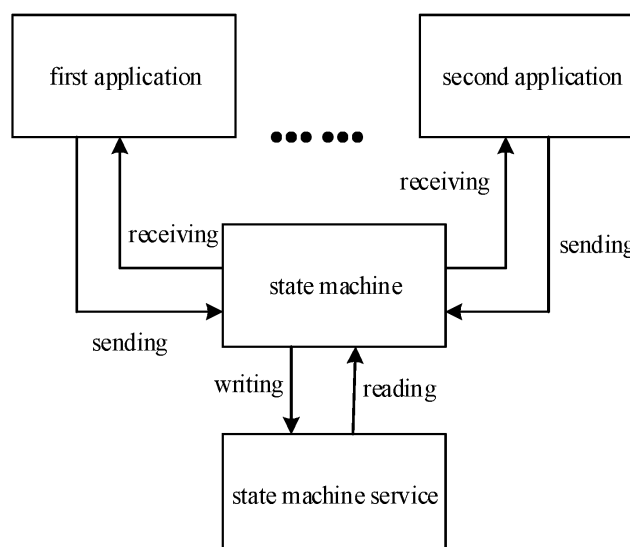 first application
second application
receiving
receiving
sending
state machine
sending
writing
reading
state machine service